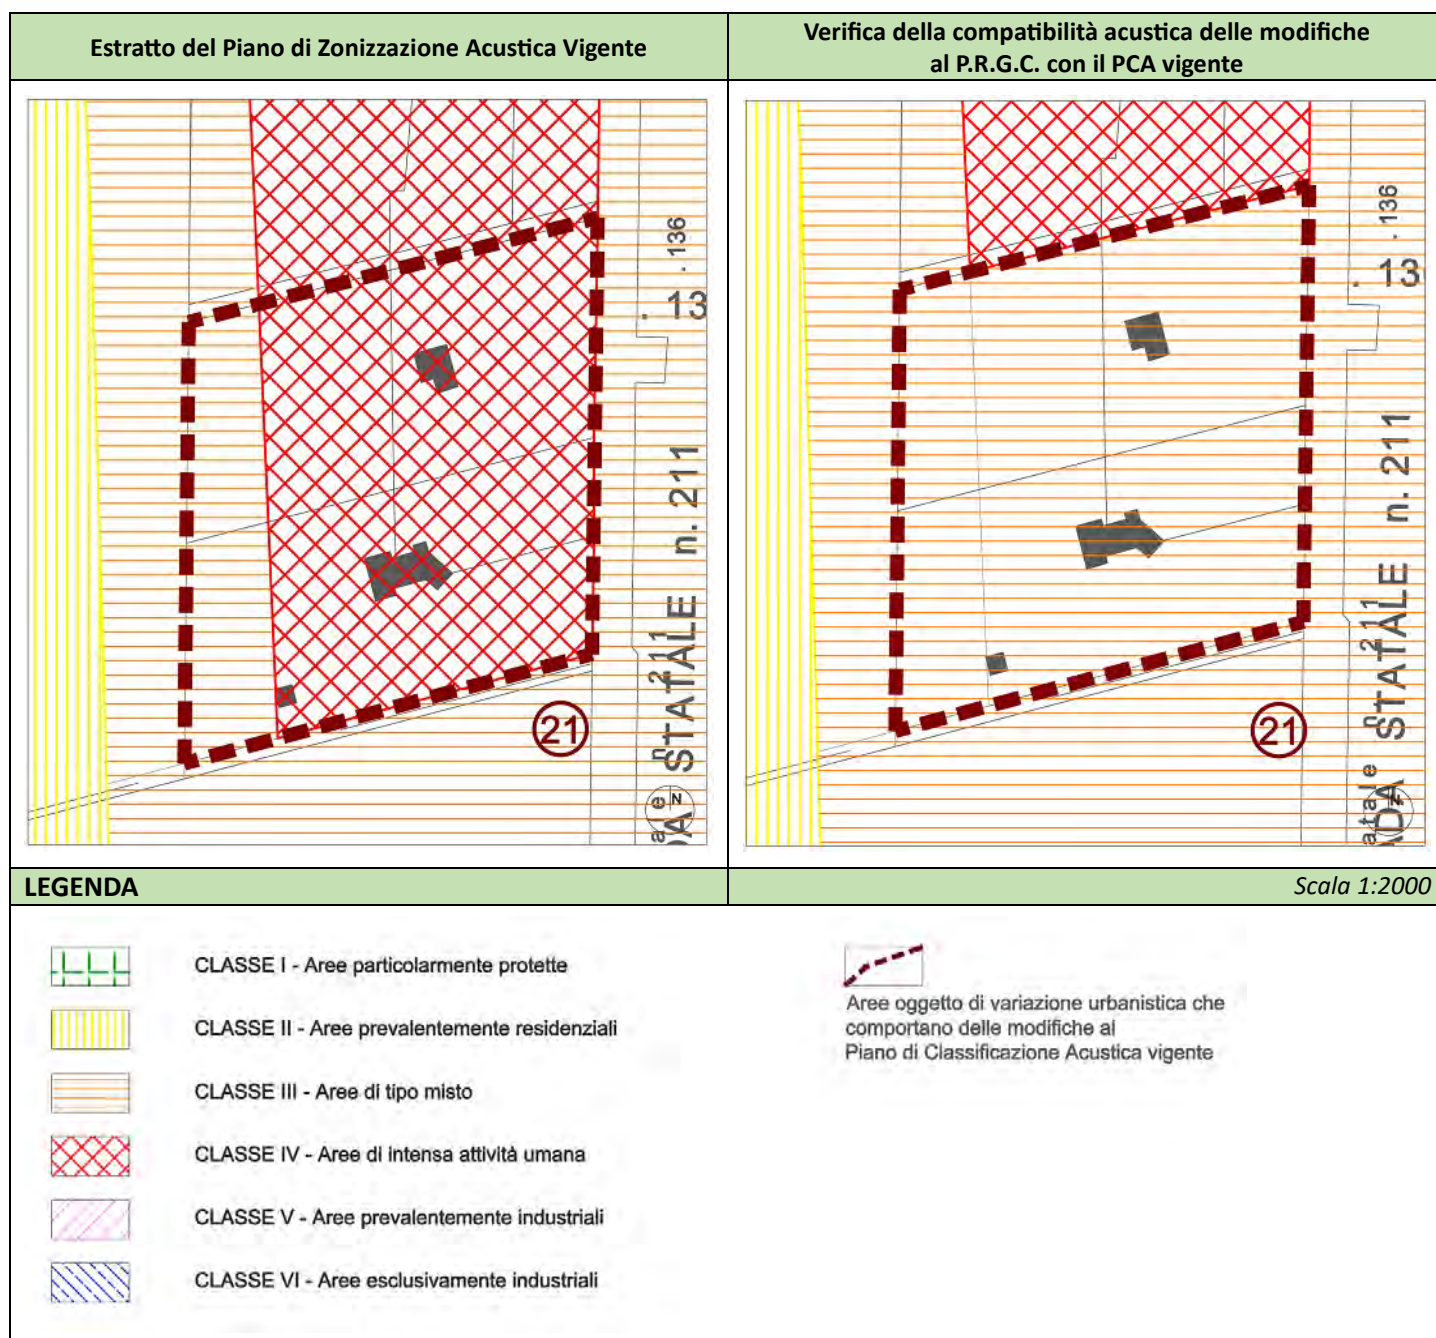 Estratto del Piano di Zonizzazione Acustica Vigente
Verifica della compatibilità acustica delle modifiche
al P.R.G.C. con il PCA vigente
136
13
STATALE n. 211
n 211
ale
DA
N
21
136
13
STATALE n. 211
n 211
atale
ADA
N
21
LEGENDA
Scala 1:2000
CLASSE I - Aree particolarmente protette
CLASSE II - Aree prevalentemente residenziali
CLASSE III - Aree di tipo misto
CLASSE IV - Aree di intensa attività umana
CLASSE V - Aree prevalentemente industriali
CLASSE VI - Aree esclusivamente industriali
Aree oggetto di variazione urbanistica che
comportano delle modifiche al
Piano di Classificazione Acustica vigente